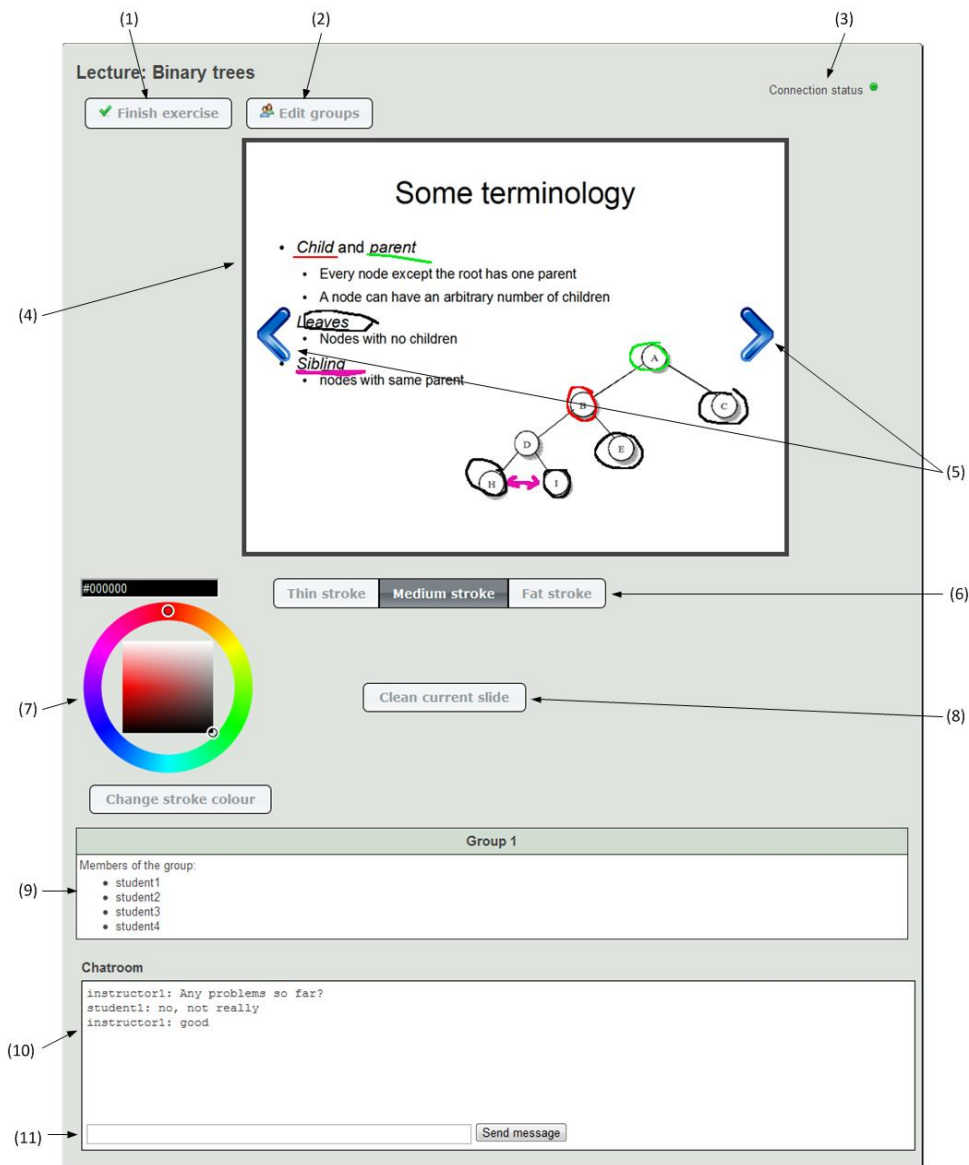 (1)
(2)
(3)
Lecture: Binary trees
Connection status
Finish exercise
Edit groups
Some terminology
• Child and parent
• Every node except the root has one parent
(4)
• A node can have an arbitrary number of children
Leaves
• Nodes with no children
• Sibling
• nodes with same parent
A
B
C
D
E
H
I
(5)
#000000
Thin stroke Medium stroke Fat stroke
(6)
(7)
Clean current slide
(8)
Change stroke colour
Group 1
Members of the group:
• student1
(9)
• student2
• student3
• student4
Chatroom
instructor1: Any problems so far?
student1: no, not really
instructor1: good
(10)
(11)
Send message